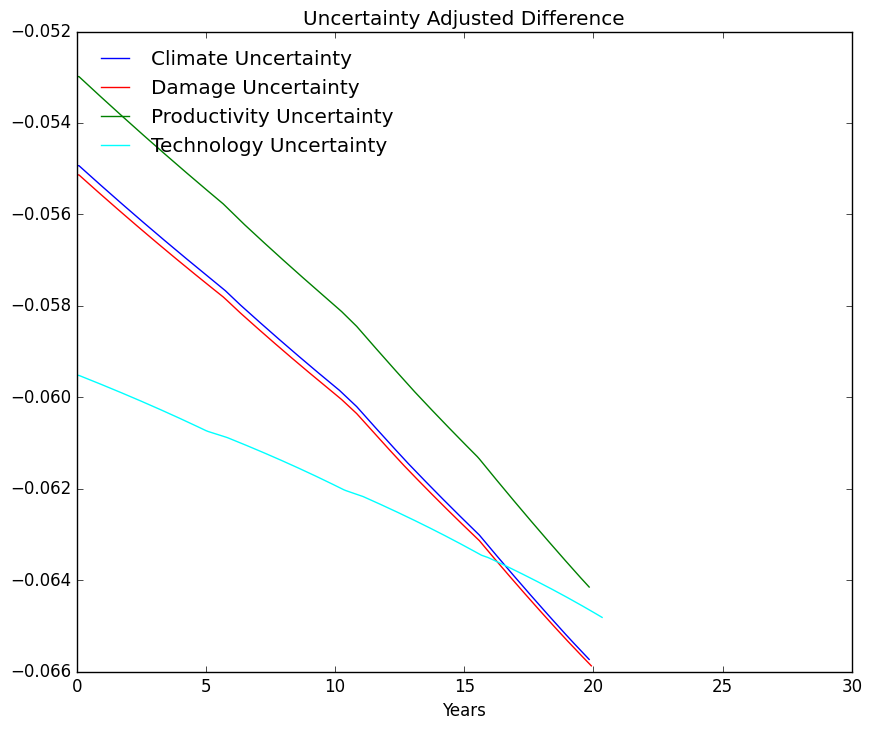 Uncertainty Adjusted Difference
−0.052
−0.054
−0.056
−0.058
−0.060
−0.062
−0.064
−0.066
Climate Uncertainty
Damage Uncertainty
Productivity Uncertainty
Technology Uncertainty
0 5 10 15 20 25 30
Years